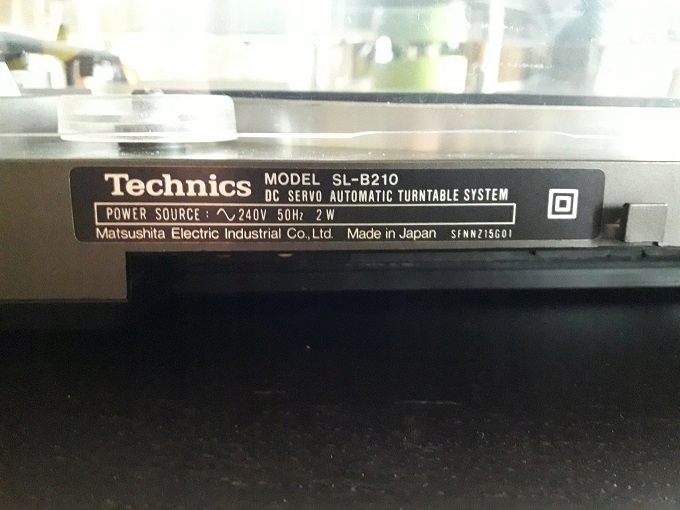 Technics MODEL SL-B210
DC SERVO AUTOMATIC TURNTABLE SYSTEM
POWER SOURCE : ∿ 240V 50Hz 2W
Matsushita Electric Industrial Co., Ltd. Made in Japan SFNNZ15G01